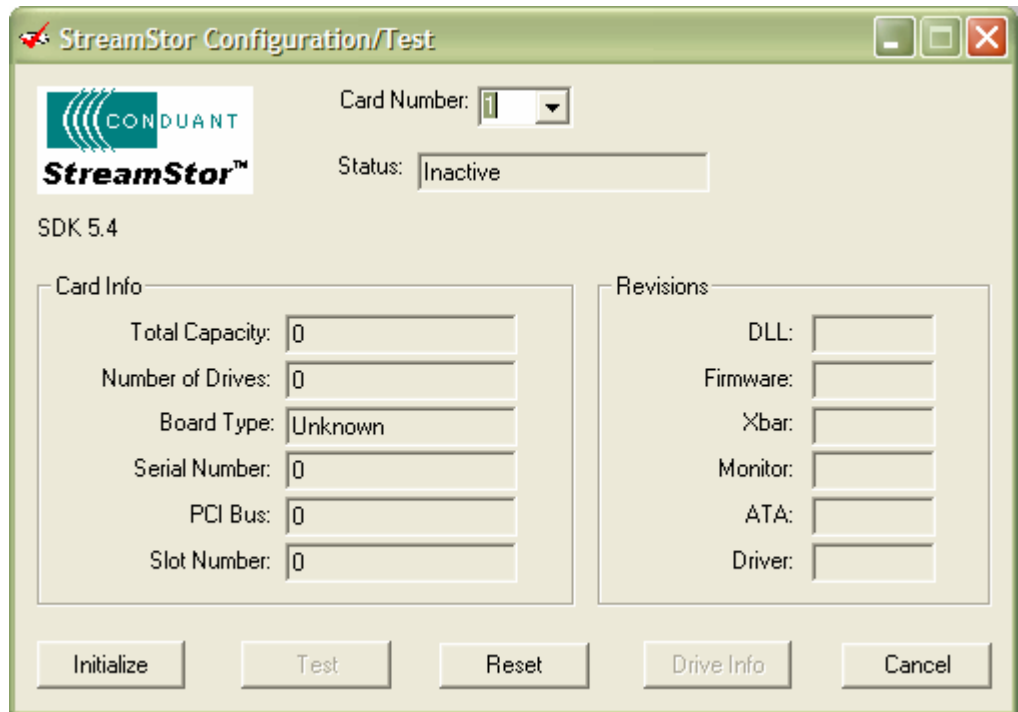 StreamStor Configuration/Test
CONDUANT
StreamStor™
Card Number: 1
Status: Inactive
SDK 5.4
Card Info
Total Capacity: 0
Number of Drives: 0
Board Type: Unknown
Serial Number: 0
PCI Bus: 0
Slot Number: 0
Revisions
DLL:
Firmware:
Xbar:
Monitor:
ATA:
Driver:
Initialize Test Reset Drive Info Cancel